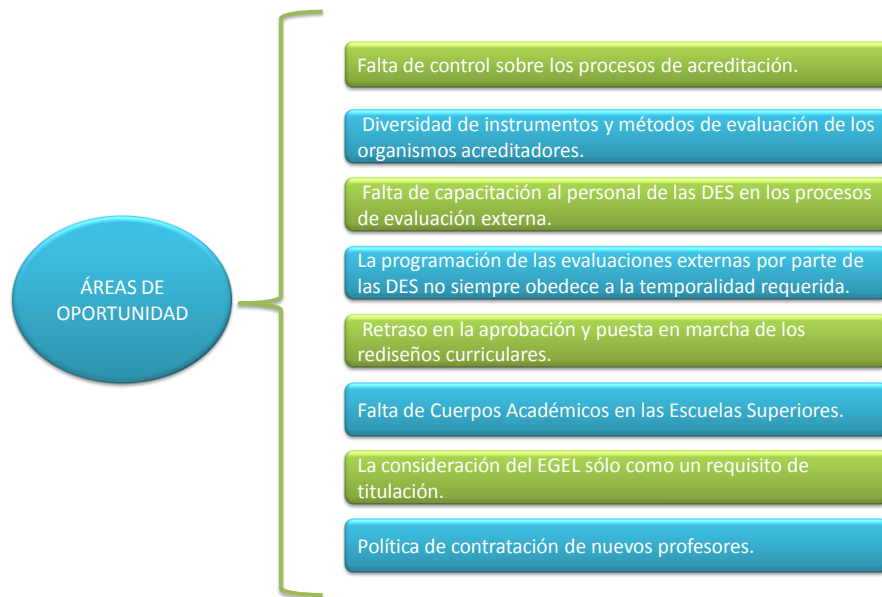 ÁREAS DE
OPORTUNIDAD
Falta de control sobre los procesos de acreditación.
Diversidad de instrumentos y métodos de evaluación de los
organismos acreditadores.
Falta de capacitación al personal de las DES en los procesos
de evaluación externa.
La programación de las evaluaciones externas por parte de
las DES no siempre obedece a la temporalidad requerida.
Retraso en la aprobación y puesta en marcha de los
rediseños curriculares.
Falta de Cuerpos Académicos en las Escuelas Superiores.
La consideración del EGEL sólo como un requisito de
titulación.
Política de contratación de nuevos profesores.